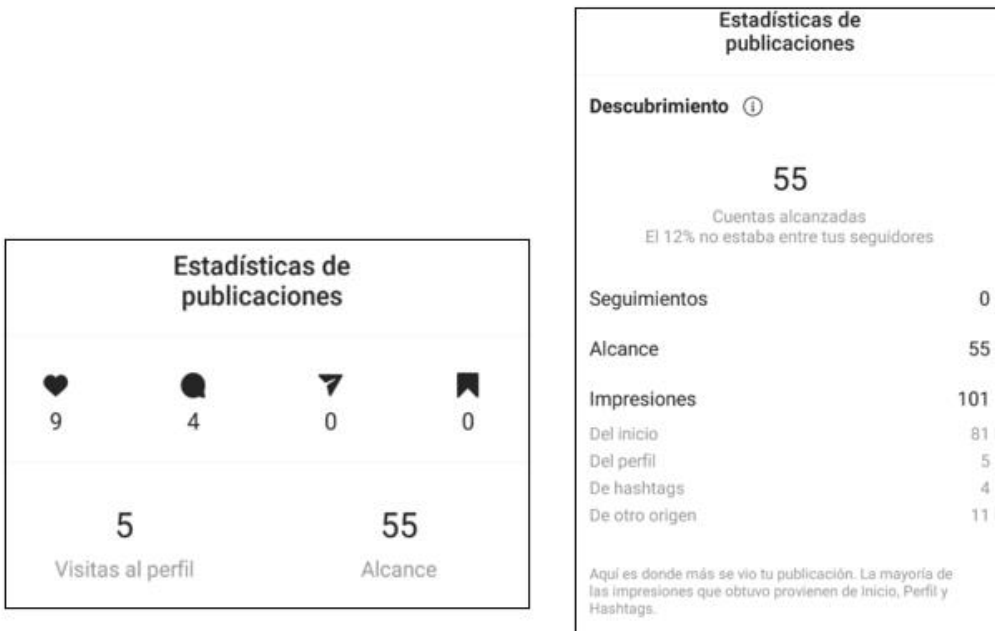 Estadísticas de
publicaciones
9 4 0 0
5 55
Visitas al perfil Alcance
Estadísticas de
publicaciones
Descubrimiento
55
Cuentas alcanzadas
El 12% no estaba entre tus seguidores
Seguimientos 0
Alcance 55
Impresiones 101
Del inicio 81
Del perfil 5
De hashtags 4
De otro origen 11
Aquí es donde más se vio tu publicación. La mayoría de
las impresiones que obtuvo provienen de Inicio, Perfil y
Hashtags.